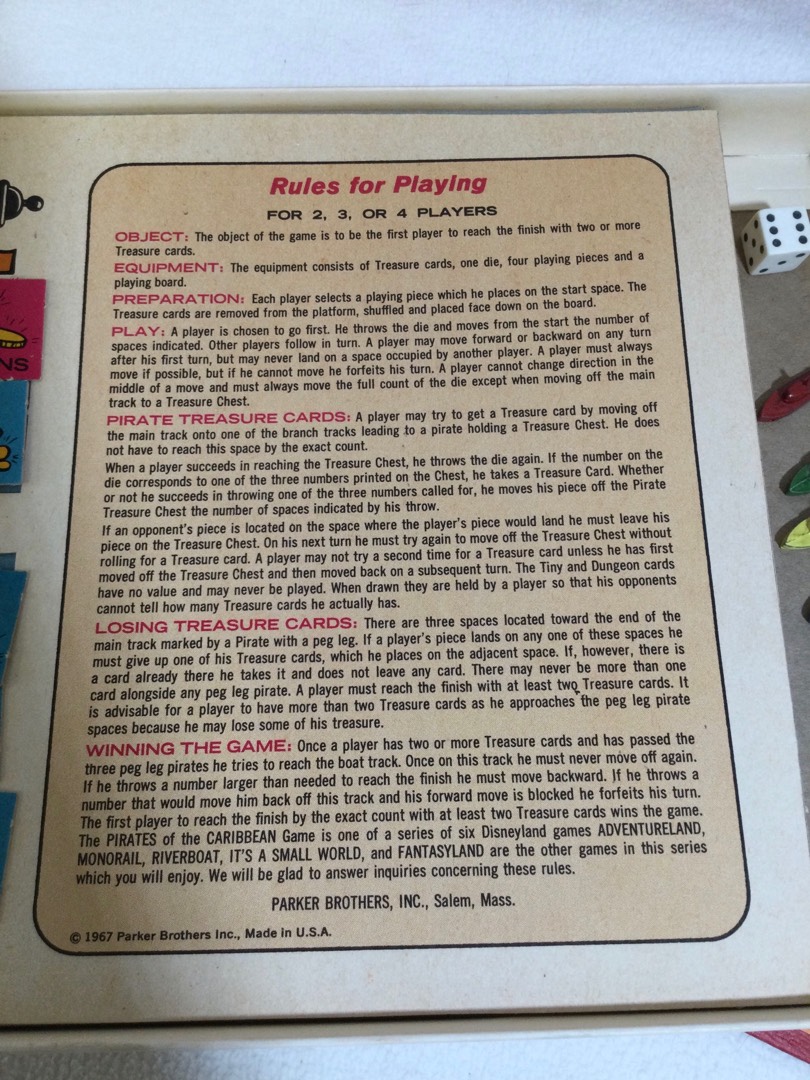 Rules for Playing
FOR 2, 3, OR 4 PLAYERS
OBJECT: The object of the game is to be the first player to reach the finish with two or more
Treasure cards.
EQUIPMENT: The equipment consists of Treasure cards, one die, four playing pieces and a
playing board.
PREPARATION: Each player selects a playing piece which he places on the start space. The
Treasure cards are removed from the platform, shuffled and placed face down on the board.
PLAY: A player is chosen to go first. He throws the die and moves from the start the number of
spaces indicated. Other players follow in turn. A player may move forward or backward on any turn
after his first turn, but may never land on a space occupied by another player. A player must always
move if possible, but if he cannot move he forfeits his turn. A player cannot change direction in the
middle of a move and must always move the full count of the die except when moving off the main
track to a Treasure Chest.
PIRATE TREASURE CARDS: A player may try to get a Treasure card by moving off
the main track onto one of the branch tracks leading to a pirate holding a Treasure Chest. He does
not have to reach this space by the exact count.
When a player succeeds in reaching the Treasure Chest, he throws the die again. If the number on the
die corresponds to one of the three numbers printed on the Chest, he takes a Treasure Card. Whether
or not he succeeds in throwing one of the three numbers called for, he moves his piece off the Pirate
Treasure Chest the number of spaces indicated by his throw.
If an opponent's piece is located on the space where the player's piece would land he must leave his
piece on the Treasure Chest. On his next turn he must try again to move off the Treasure Chest without
rolling for a Treasure card. A player may not try a second time for a Treasure card unless he has first
moved off the Treasure Chest and then moved back on a subsequent turn. The Tiny and Dungeon cards
have no value and may never be played. When drawn they are held by a player so that his opponents
cannot tell how many Treasure cards he actually has.
LOSING TREASURE CARDS: There are three spaces located toward the end of the
main track marked by a Pirate with a peg leg. If a player's piece lands on any one of these spaces he
must give up one of his Treasure cards, which he places on the adjacent space. If, however, there is
a card already there he takes it and does not leave any card. There may never be more than one
card alongside any peg leg pirate. A player must reach the finish with at least two Treasure cards. It
is advisable for a player to have more than two Treasure cards as he approaches the peg leg pirate
spaces because he may lose some of his treasure.
WINNING THE GAME: Once a player has two or more Treasure cards and has passed the
three peg leg pirates he tries to reach the boat track. Once on this track he must never move off again.
If he throws a number larger than needed to reach the finish he must move backward. If he throws a
number that would move him back off this track and his forward move is blocked he forfeits his turn.
The first player to reach the finish by the exact count with at least two Treasure cards wins the game.
The PIRATES of the CARIBBEAN Game is one of a series of six Disneyland games ADVENTURELAND,
MONORAIL, RIVERBOAT, IT'S A SMALL WORLD, and FANTASYLAND are the other games in this series
which you will enjoy. We will be glad to answer inquiries concerning these rules.
PARKER BROTHERS, INC., Salem, Mass.
© 1967 Parker Brothers Inc., Made in U.S.A.
NS